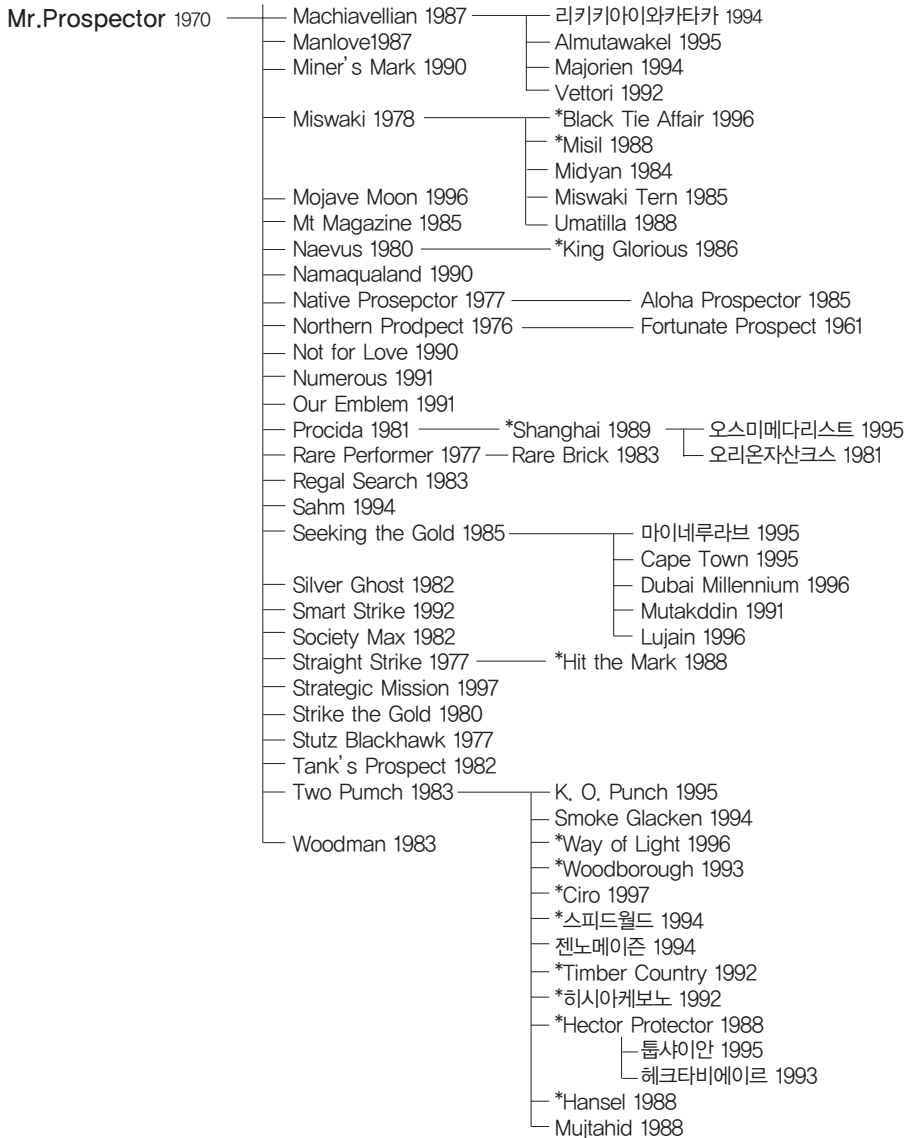 Mr.Prospector 1970 Machiavellian 1987 리키키아이와카타카 1994
Manlove1987 Almutawakel 1995
Miner's Mark 1990 Majorien 1994
Vettori 1992
Miswaki 1978 *Black Tie Affair 1996
*Misil 1988
Midyan 1984
Mojave Moon 1996 Miswaki Tern 1985
Mt Magazine 1985 Umatilla 1988
Naevus 1980 *King Glorious 1986
Namaqualand 1990
Native Prosepctor 1977 Aloha Prospector 1985
Northern Prodpect 1976 Fortunate Prospect 1961
Not for Love 1990
Numerous 1991
Our Emblem 1991
Procida 1981 *Shanghai 1989 오스미메다리스트 1995
Rare Performer 1977 Rare Brick 1983 오리온자산크스 1981
Regal Search 1983
Sahm 1994
Seeking the Gold 1985 마이네루라브 1995
Cape Town 1995
Silver Ghost 1982 Dubai Millennium 1996
Smart Strike 1992 Mutakddin 1991
Society Max 1982 Lujain 1996
Straight Strike 1977 *Hit the Mark 1988
Strategic Mission 1997
Strike the Gold 1980
Stutz Blackhawk 1977
Tank's Prospect 1982
Two Pumch 1983 K. O. Punch 1995
Smoke Glacken 1994
Woodman 1983 *Way of Light 1996
*Woodborough 1993
*Ciro 1997
*스피드월드 1994
젠노메이즌 1994
*Timber Country 1992
*히시아케보노 1992
*Hector Protector 1988
툽샤이안 1995
헤크타비에이르 1993
*Hansel 1988
Mujtahid 1988